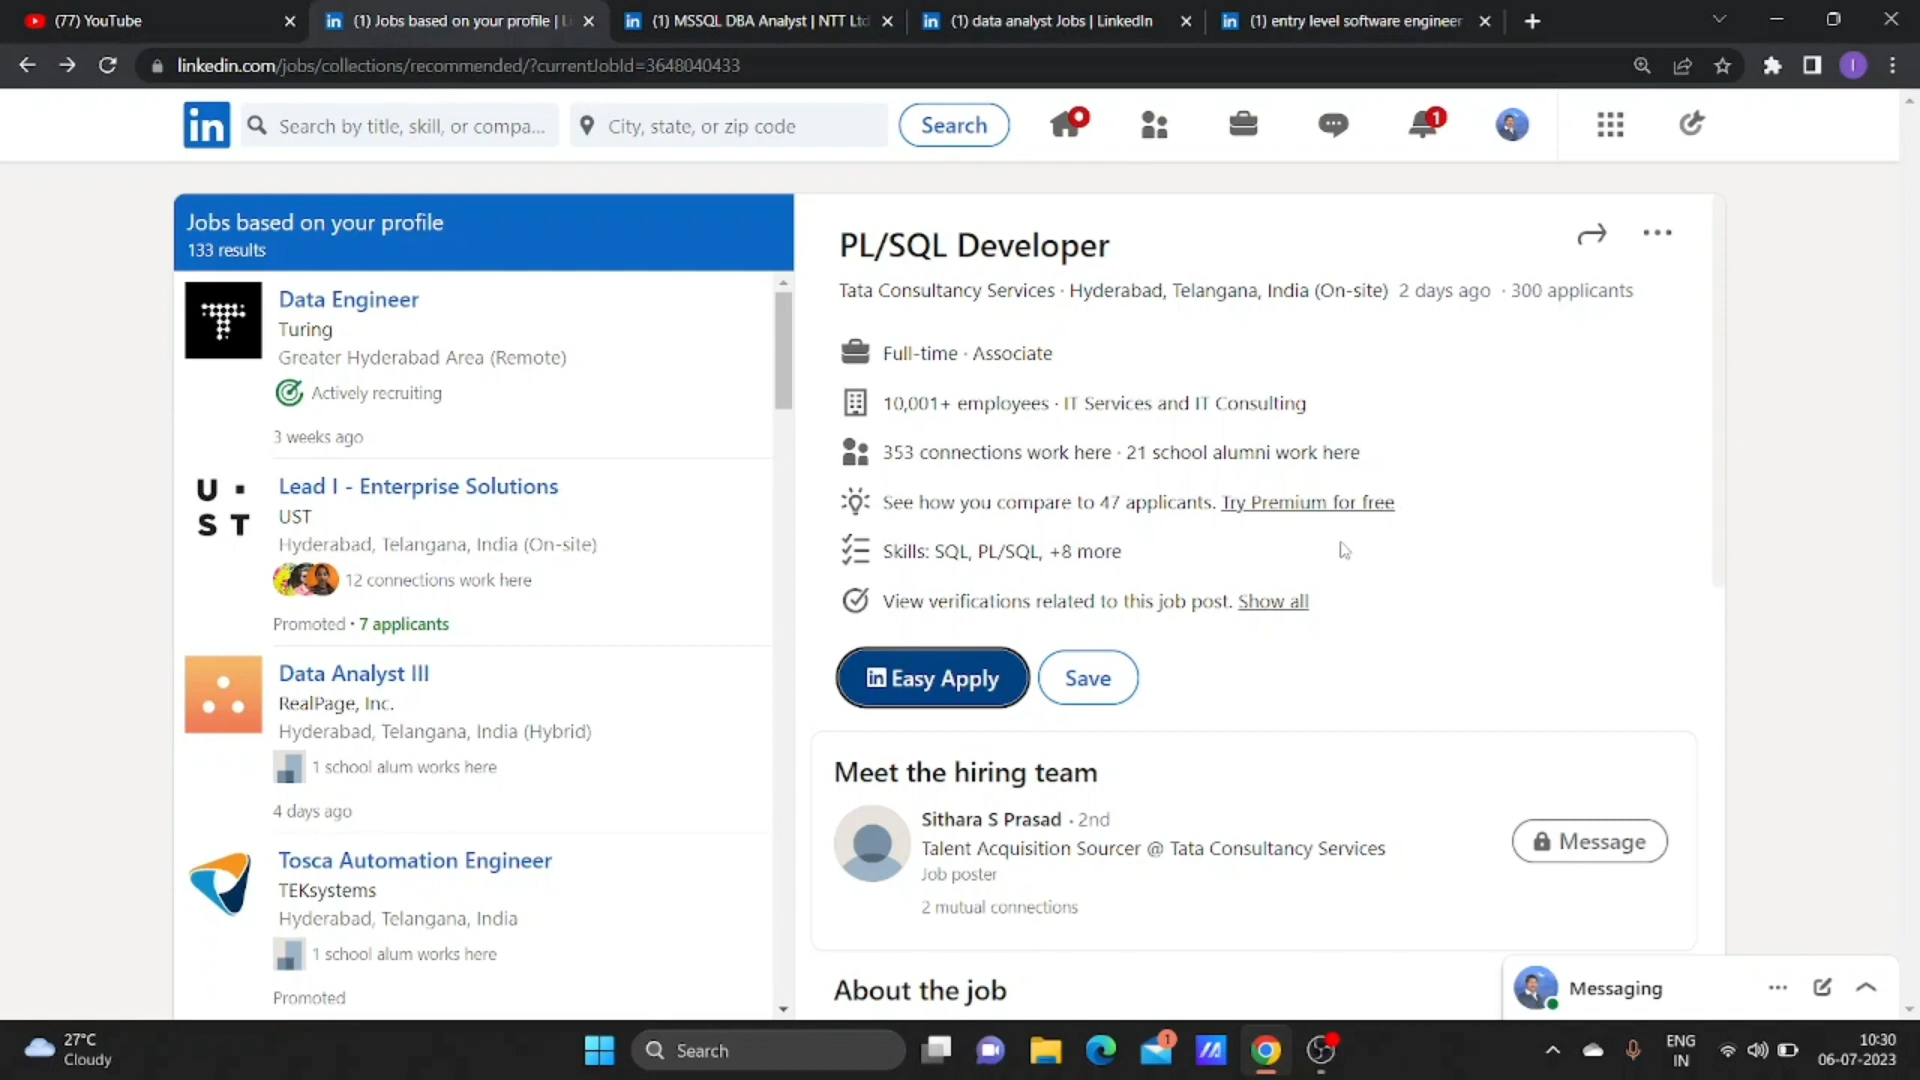 (77) YouTube
(1) Jobs based on your profile | Li
(1) MSSQL DBA Analyst | NTT Ltd
(1) data analyst Jobs | LinkedIn
(1) entry level software engineer
linkedin.com/jobs/collections/recommended/?currentJobId=3648040433
I
in
Search by title, skill, or compa...
City, state, or zip code
Search
1
Jobs based on your profile
133 results
Data Engineer
Turing
Greater Hyderabad Area (Remote)
Actively recruiting
3 weeks ago
U
ST
Lead I - Enterprise Solutions
UST
Hyderabad, Telangana, India (On-site)
12 connections work here
Promoted • 7 applicants
Data Analyst III
RealPage, Inc.
Hyderabad, Telangana, India (Hybrid)
1 school alum works here
4 days ago
Tosca Automation Engineer
TEKsystems
Hyderabad, Telangana, India
1 school alum works here
Promoted
PL/SQL Developer
Tata Consultancy Services · Hyderabad, Telangana, India (On-site) 2 days ago · 300 applicants
Full-time · Associate
10,001+ employees · IT Services and IT Consulting
353 connections work here · 21 school alumni work here
See how you compare to 47 applicants. Try Premium for free
Skills: SQL, PL/SQL, +8 more
View verifications related to this job post. Show all
in Easy Apply
Save
Meet the hiring team
Sithara S Prasad · 2nd
Talent Acquisition Sourcer @ Tata Consultancy Services
Job poster
2 mutual connections
Message
About the job
Messaging
27°C
Cloudy
Search
1
ENG
IN
10:30
06-07-2023